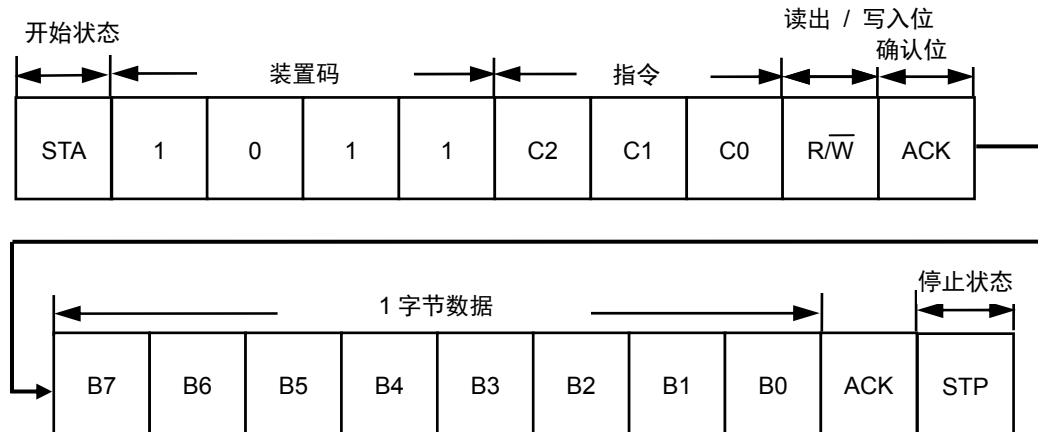 读出 / 写入位
开始状态
确认位
装置码
指令
STA 1 0 1 1 C2 C1 C0 R/W̅ ACK
停止状态
1 字节数据
B7 B6 B5 B4 B3 B2 B1 B0 ACK STP